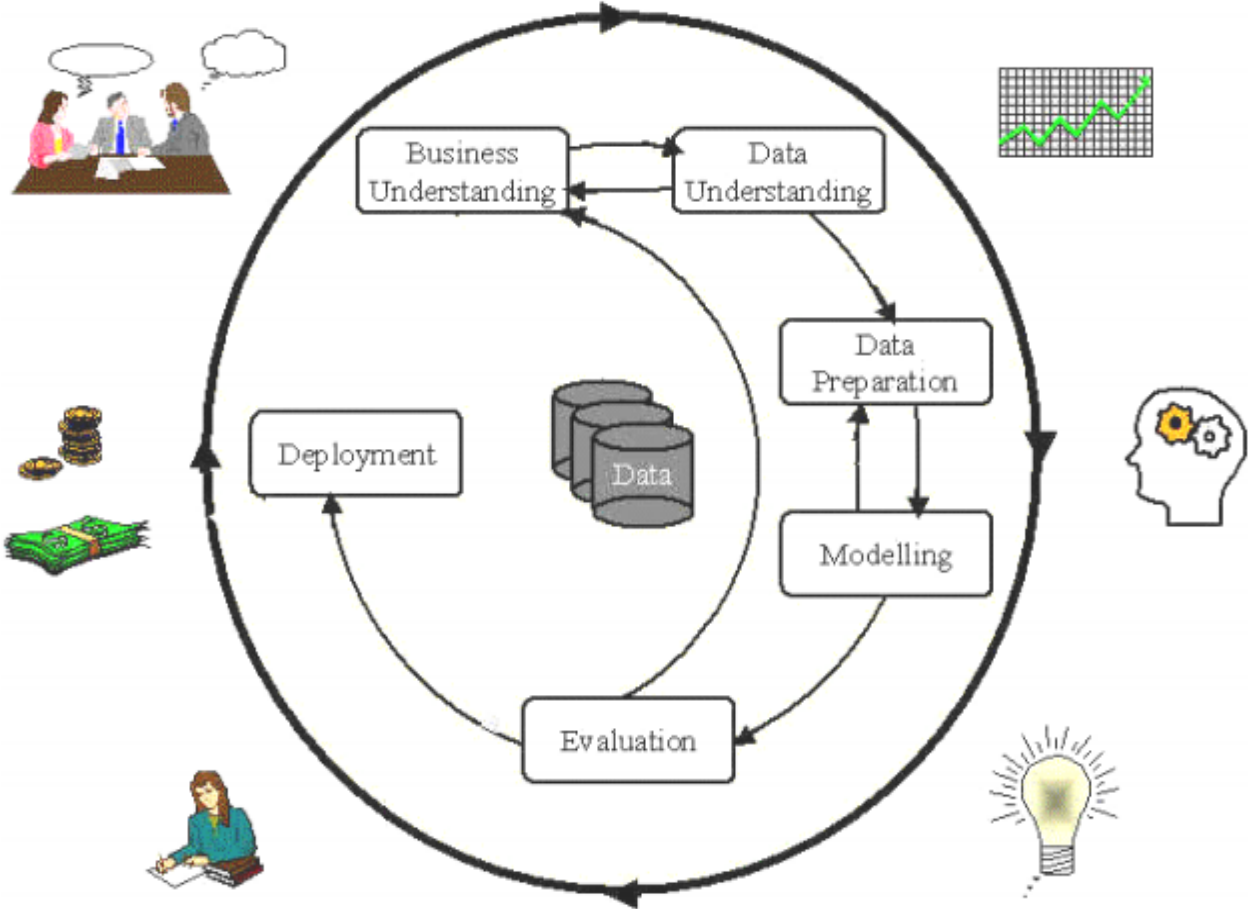 Business
Understanding
Data
Understanding
Data
Preparation
Deployment
Data
Modelling
Evaluation